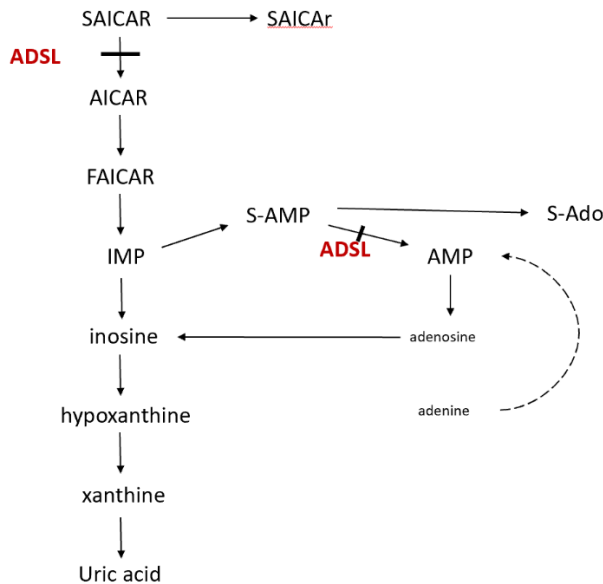 SAICAR
SAICAr
ADSL
AICAR
FAICAR
S-AMP
S-Ado
ADSL
IMP
AMP
inosine
adenosine
hypoxanthine
adenine
xanthine
Uric acid